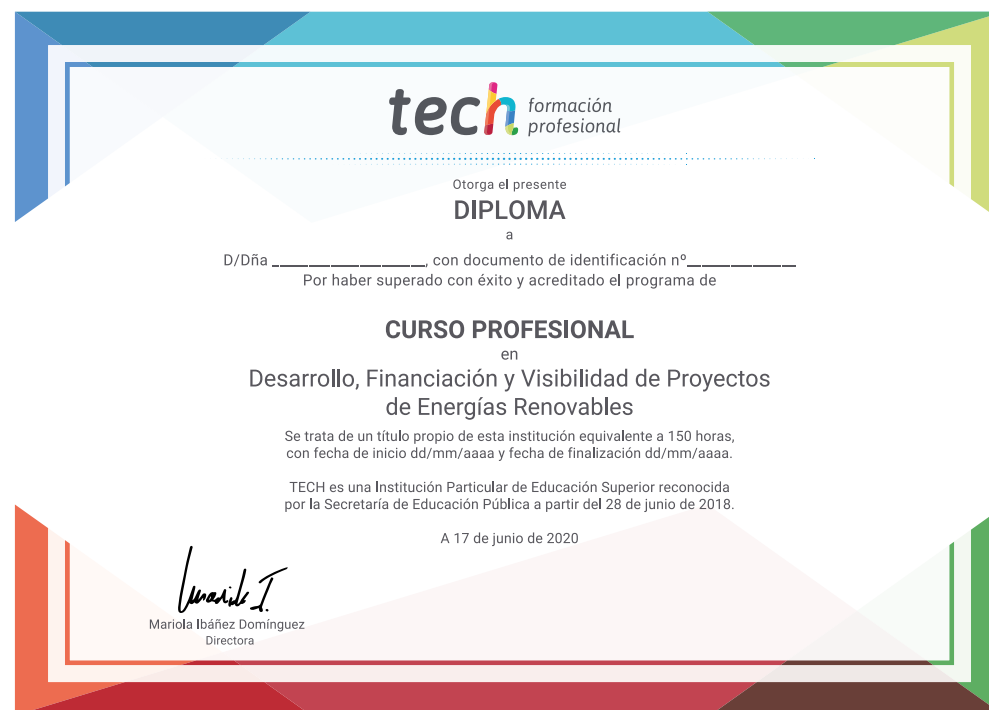 tech formación
profesional
Otorga el presente
DIPLOMA
a
D/Dña ____________________, con documento de identificación nº______________
Por haber superado con éxito y acreditado el programa de
CURSO PROFESIONAL
en
Desarrollo, Financiación y Visibilidad de Proyectos
de Energías Renovables
Se trata de un título propio de esta institución equivalente a 150 horas,
con fecha de inicio dd/mm/aaaa y fecha de finalización dd/mm/aaaa.
TECH es una Institución Particular de Educación Superior reconocida
por la Secretaría de Educación Pública a partir del 28 de junio de 2018.
A 17 de junio de 2020
Mariola I.
Mariola Ibáñez Domínguez
Directora